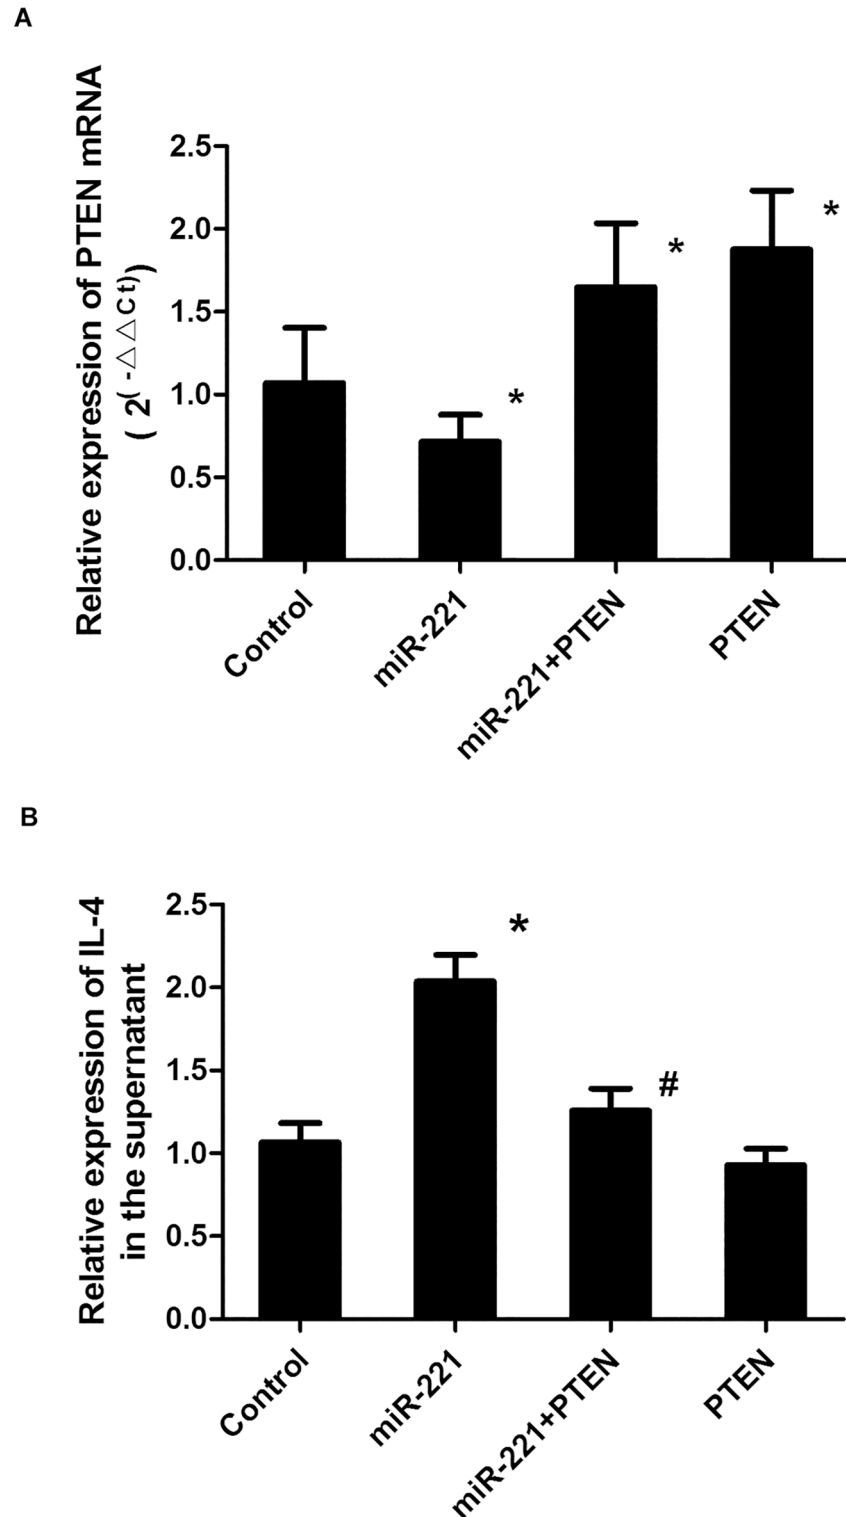 A
Relative expression of PTEN mRNA
( 2(-△△Ct))
2.5
2.0
1.5
1.0
0.5
0.0
*
*
*
Control
miR-221
miR-221+PTEN
PTEN
B
Relative expression of IL-4
in the supernatant
2.5
2.0
1.5
1.0
0.5
0.0
*
#
Control
miR-221
miR-221+PTEN
PTEN